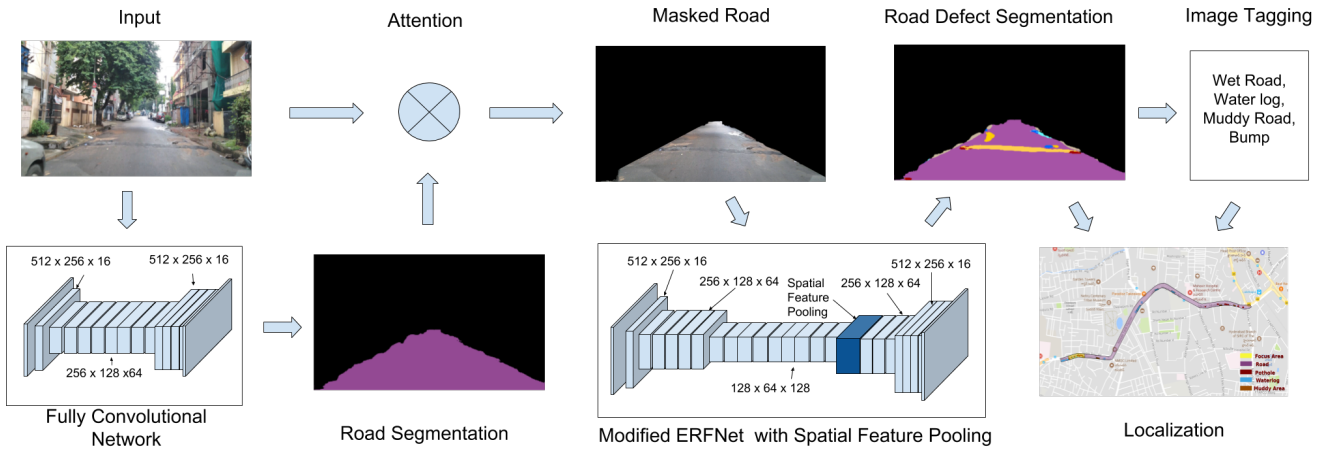 Input
Attention
Masked Road
Road Defect Segmentation
Image Tagging
Wet Road,
Water log,
Muddy Road,
Bump
512 x 256 x 16
512 x 256 x 16
256 x 128 x64
Fully Convolutional
Network
Road Segmentation
512 x 256 x 16
256 x 128 x 64
Spatial
Feature
Pooling
256 x 128 x 64
512 x 256 x 16
128 x 64 x 128
Modified ERFNet with Spatial Feature Pooling
Focus Area
Road
Pothole
Waterlog
Muddy Area
Localization